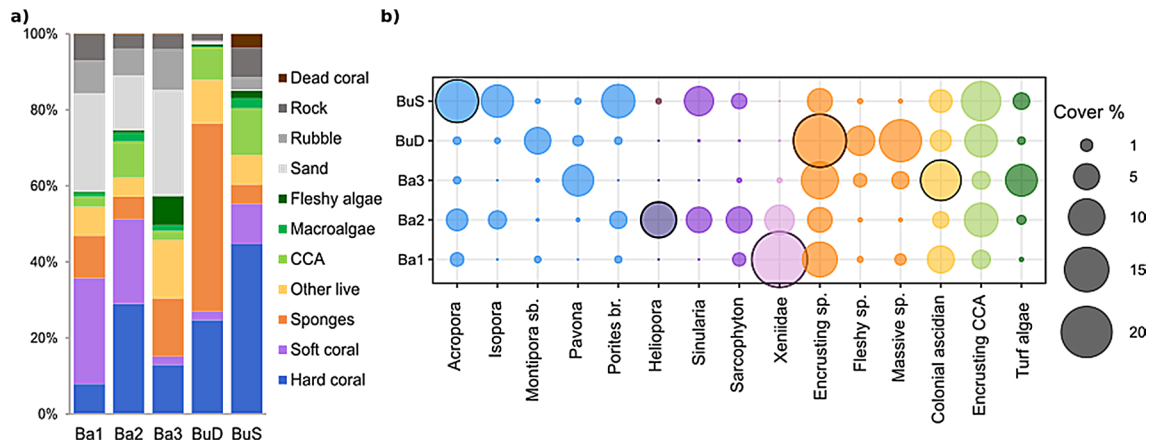 a)
100%
80%
60%
40%
20%
0%
Ba1 Ba2 Ba3 BuD BuS
Dead coral
Rock
Rubble
Sand
Fleshy algae
Macroalgae
CCA
Other live
Sponges
Soft coral
Hard coral
b)
BuS
BuD
Ba3
Ba2
Ba1
Acropora
Isopora
Montipora sb.
Pavona
Porites br.
Heliopora
Sinularia
Sarcophyton
Xeniidae
Encrusting sp.
Fleshy sp.
Massive sp.
Colonial ascidian
Encrusting CCA
Turf algae
Cover %
1
5
10
15
20